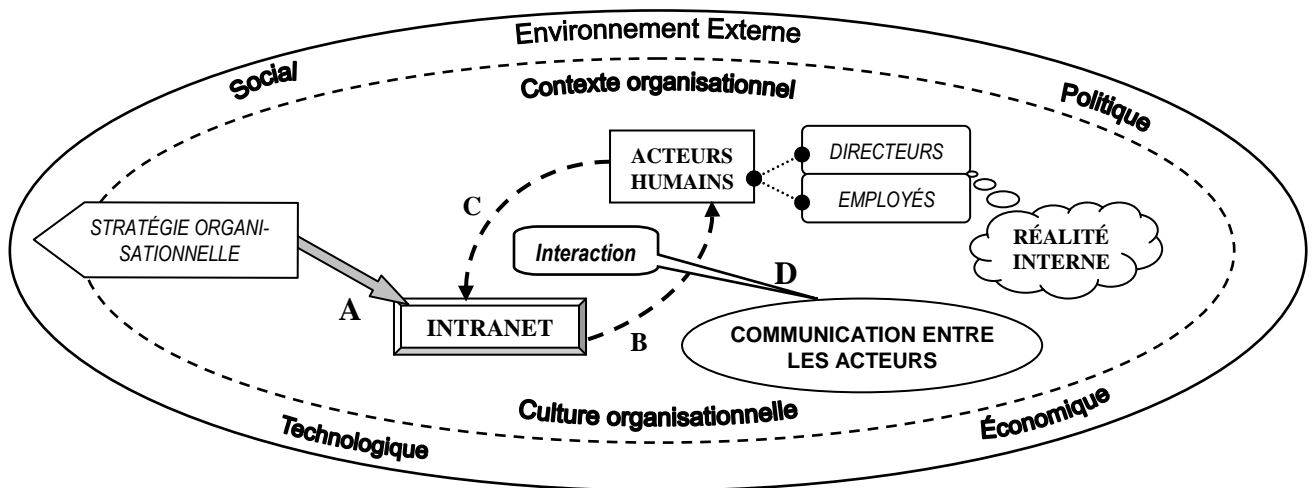 Environnement Externe
Social
Politique
Contexte organisationnel
ACTEURS
HUMAINS
DIRECTEURS
EMPLOYÉS
C
STRATÉGIE ORGANI-
SATIONNELLE
Interaction
RÉALITÉ
INTERNE
D
A
INTRANET
B
COMMUNICATION ENTRE
LES ACTEURS
Culture organisationnelle
Technologique
Économique